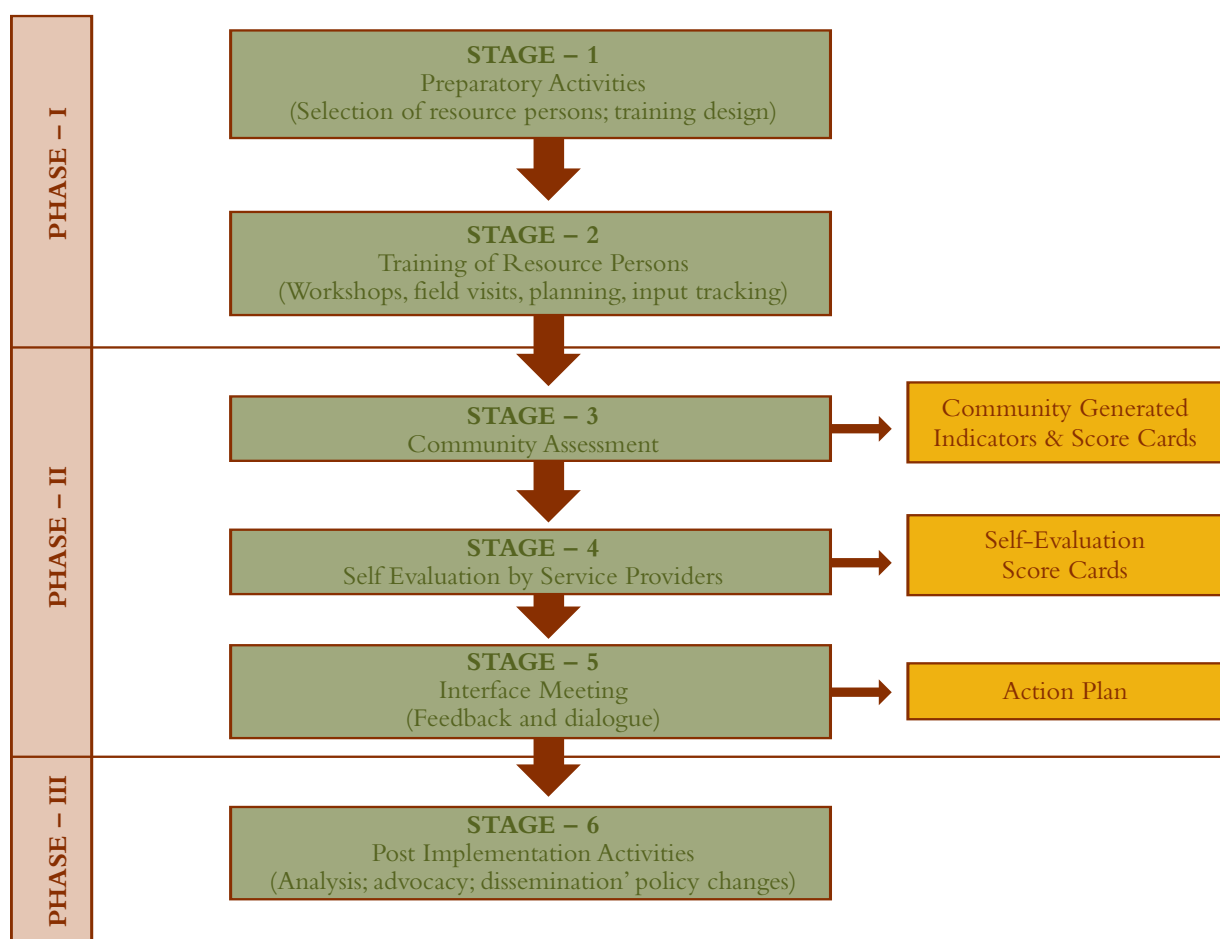 PHASE – I
STAGE – 1
Preparatory Activities
(Selection of resource persons; training design)
STAGE – 2
Training of Resource Persons
(Workshops, field visits, planning, input tracking)
PHASE – II
STAGE – 3
Community Assessment
Community Generated
Indicators & Score Cards
STAGE – 4
Self Evaluation by Service Providers
Self-Evaluation
Score Cards
STAGE – 5
Interface Meeting
(Feedback and dialogue)
Action Plan
PHASE – III
STAGE – 6
Post Implementation Activities
(Analysis; advocacy; dissemination’ policy changes)